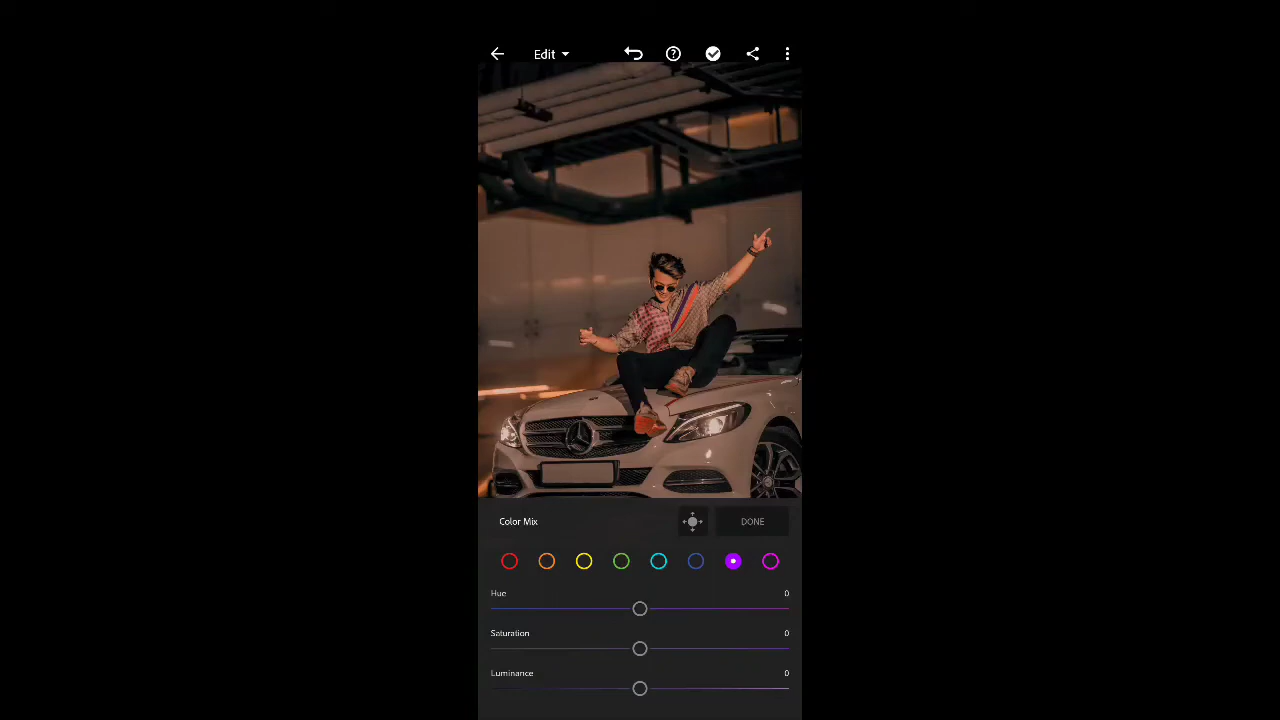 Edit
Color Mix
DONE
Hue 0
Saturation 0
Luminance 0